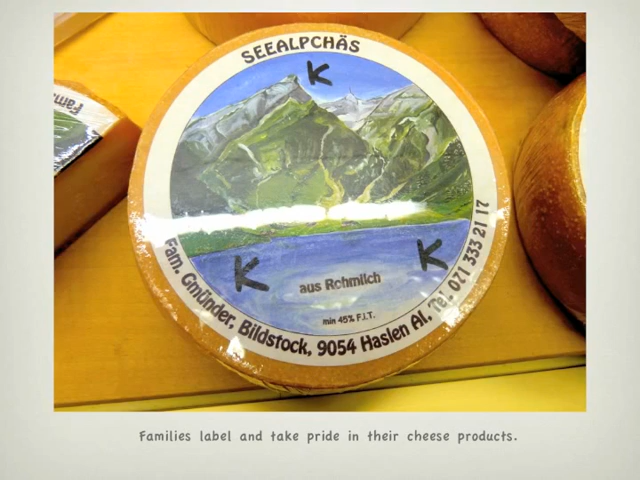 SEEALPCHÄS
K
K
K
aus Rohmilch
min 45% F.i.T.
Fam. Gmünder, Bildstock, 9054 Haslen AI, Tel. 071 333 21 17
Fam.
Families label and take pride in their cheese products.